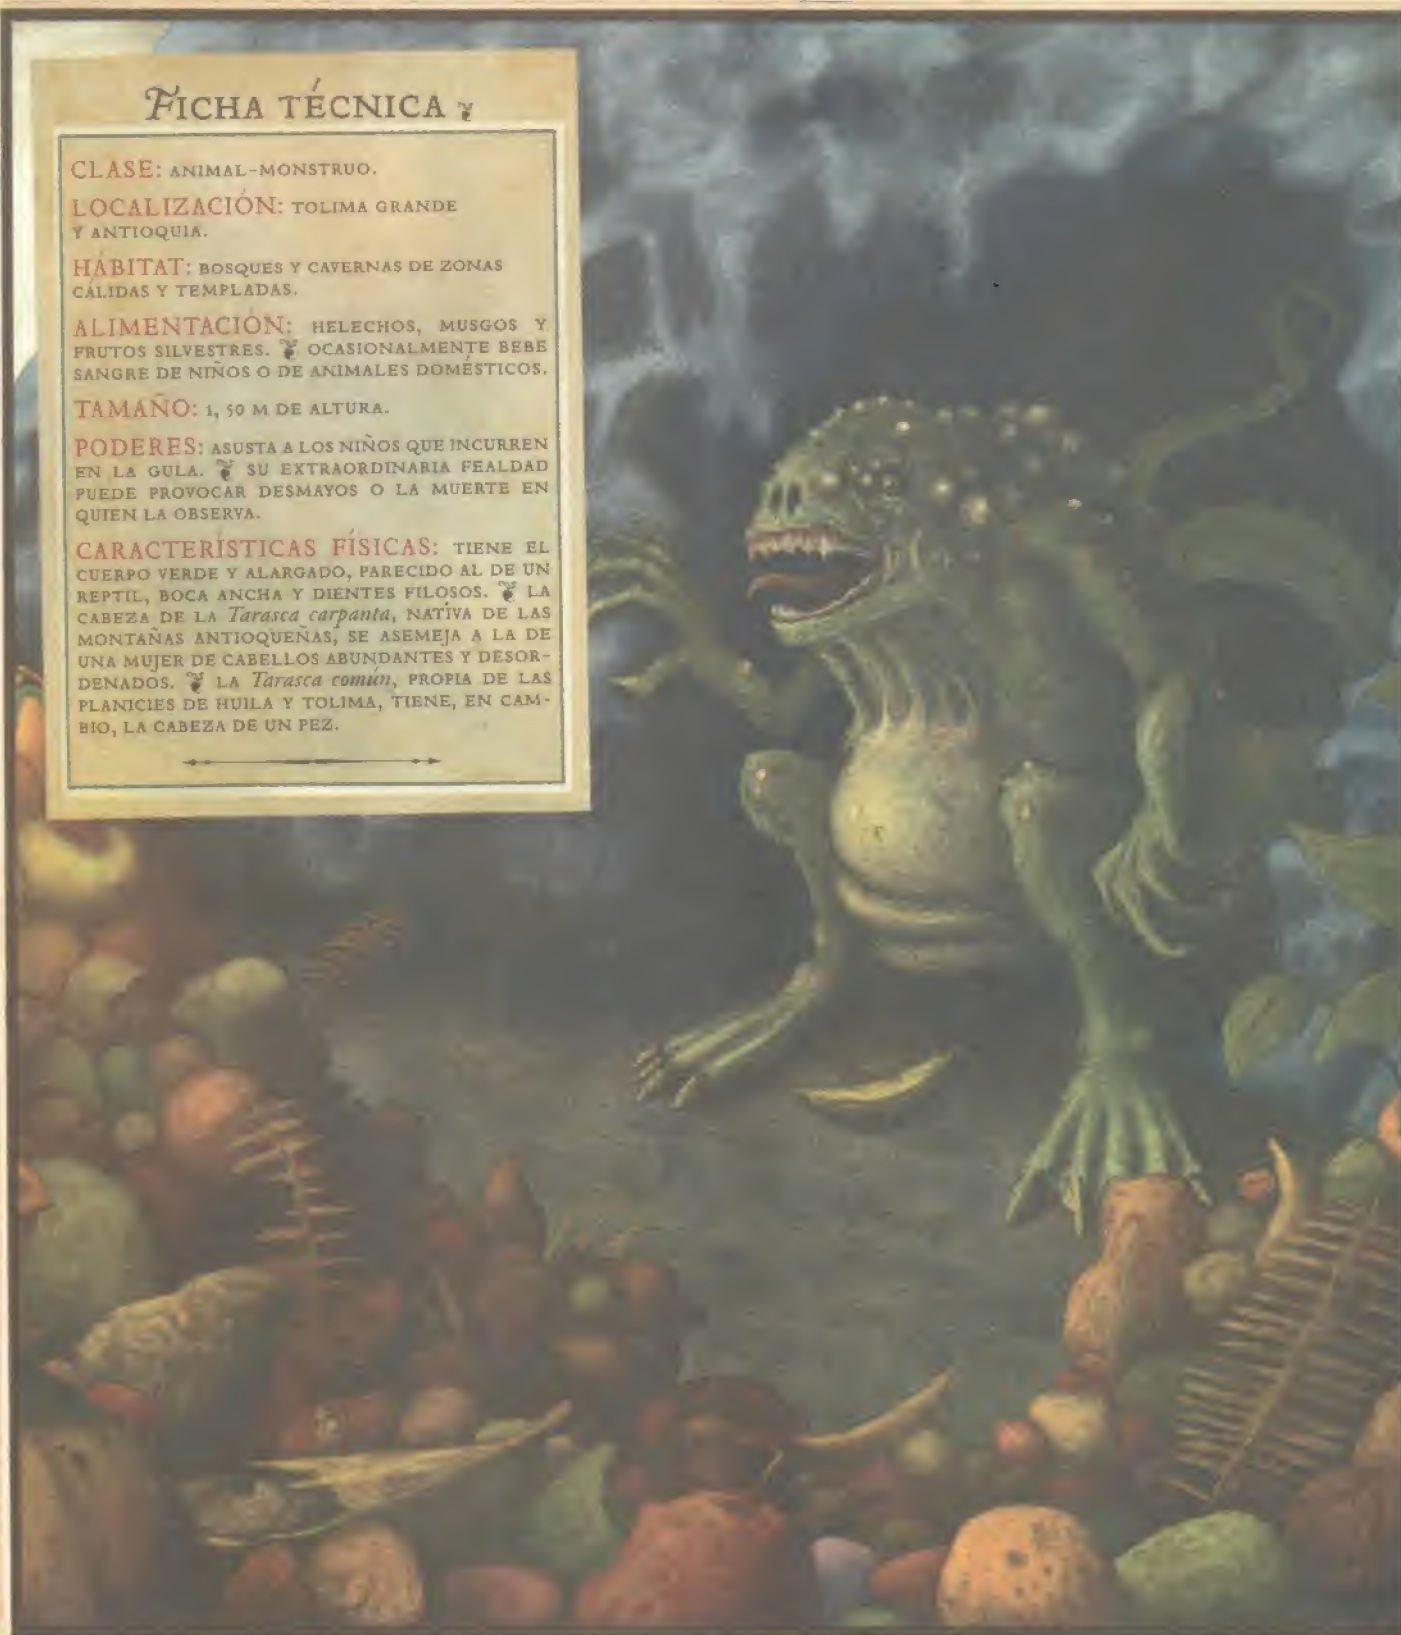 FICHA TÉCNICA
CLASE: ANIMAL-MONSTRUO.
LOCALIZACIÓN: TOLIMA GRANDE
Y ANTIOQUIA.
HÁBITAT: BOSQUES Y CAVERNAS DE ZONAS
CÁLIDAS Y TEMPLADAS.
ALIMENTACIÓN: HELECHOS, MUSGOS Y
FRUTOS SILVESTRES. OCASIONALMENTE BEBE
SANGRE DE NIÑOS O DE ANIMALES DOMÉSTICOS.
TAMAÑO: 1, 50 M DE ALTURA.
PODERES: ASUSTA A LOS NIÑOS QUE INCURREN
EN LA GULA. SU EXTRAORDINARIA FEALDAD
PUEDE PROVOCAR DESMAYOS O LA MUERTE EN
QUIEN LA OBSERVA.
CARACTERÍSTICAS FÍSICAS: TIENE EL
CUERPO VERDE Y ALARGADO, PARECIDO AL DE UN
REPTIL, BOCA ANCHA Y DIENTES FILOSOS. LA
CABEZA DE LA Tarasca carpanta, NATIVA DE LAS
MONTAÑAS ANTIOQUEÑAS, SE ASEMEJA A LA DE
UNA MUJER DE CABELLOS ABUNDANTES Y DESOR-
DENADOS. LA Tarasca común, PROPIA DE LAS
PLANICIES DE HUILA Y TOLIMA, TIENE, EN CAM-
BIO, LA CABEZA DE UN PEZ.